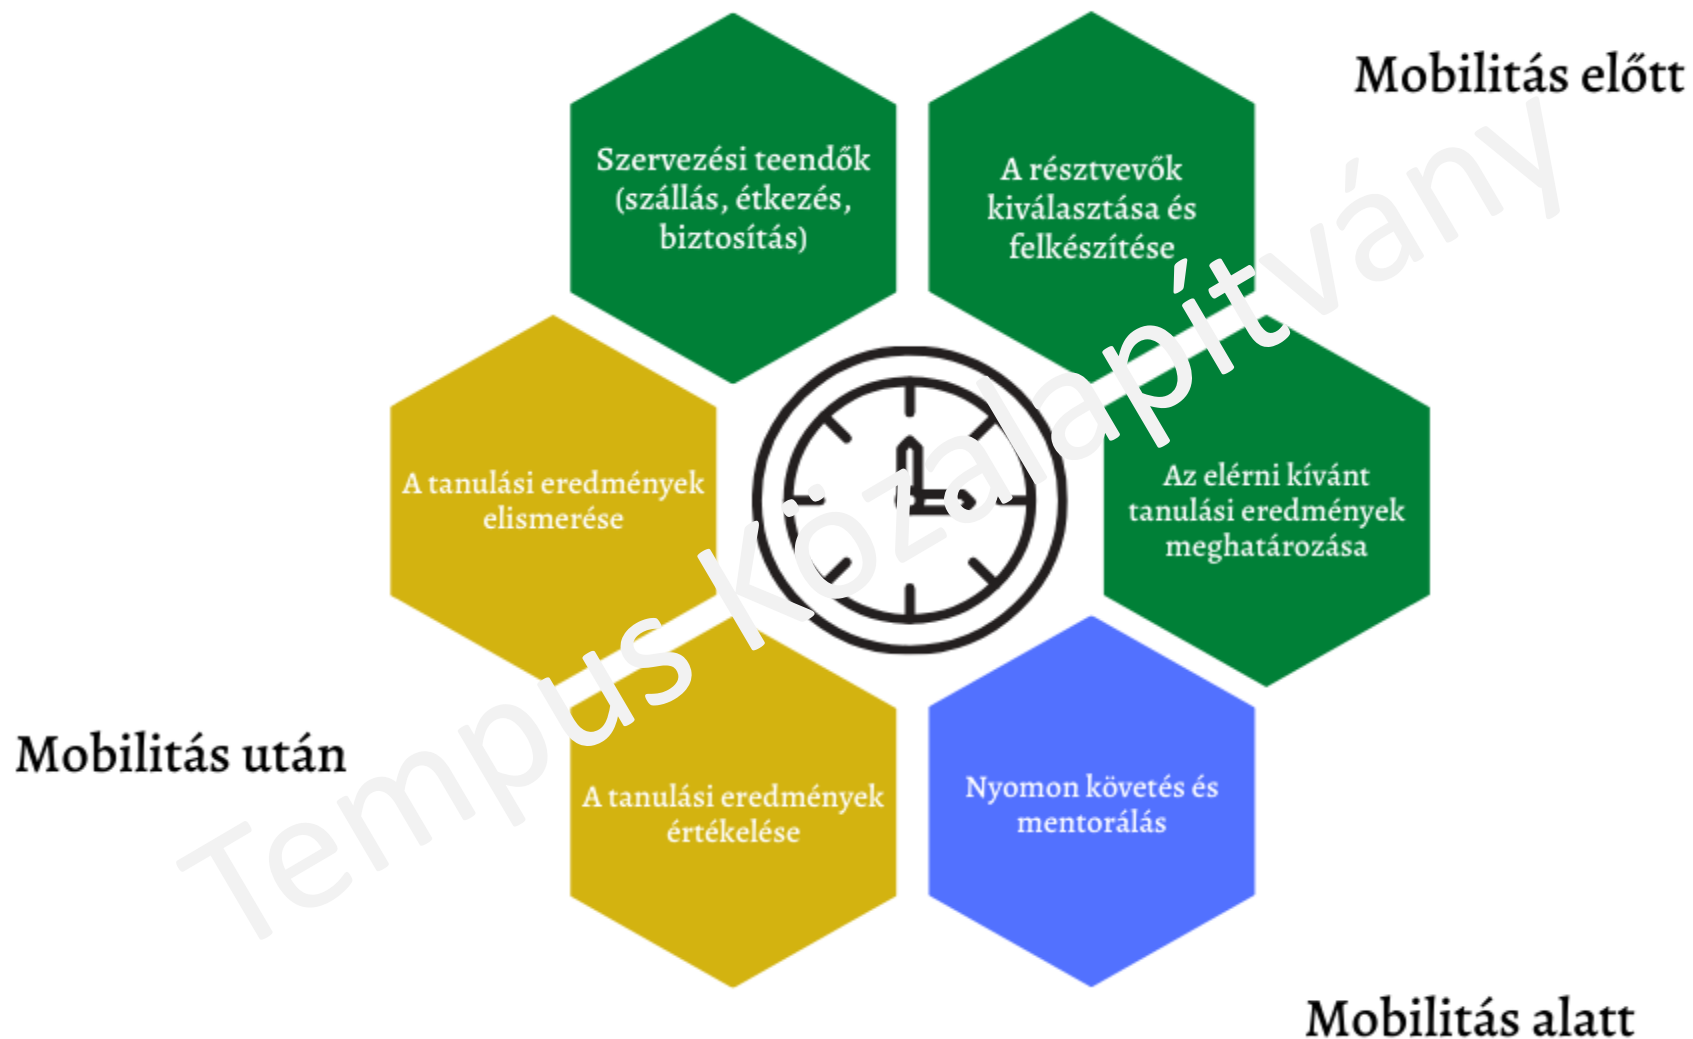 Mobilitás előtt
Szervezési teendők
(szállás, étkezés,
biztosítás)
A résztvevők
kiválasztása és
felkészítése
A tanulási eredmények
elismerése
Az elérni kívánt
tanulási eredmények
meghatározása
Mobilitás után
A tanulási eredmények
értékelése
Nyomon követés és
mentorálás
Mobilitás alatt
Tempus Közalapítvány